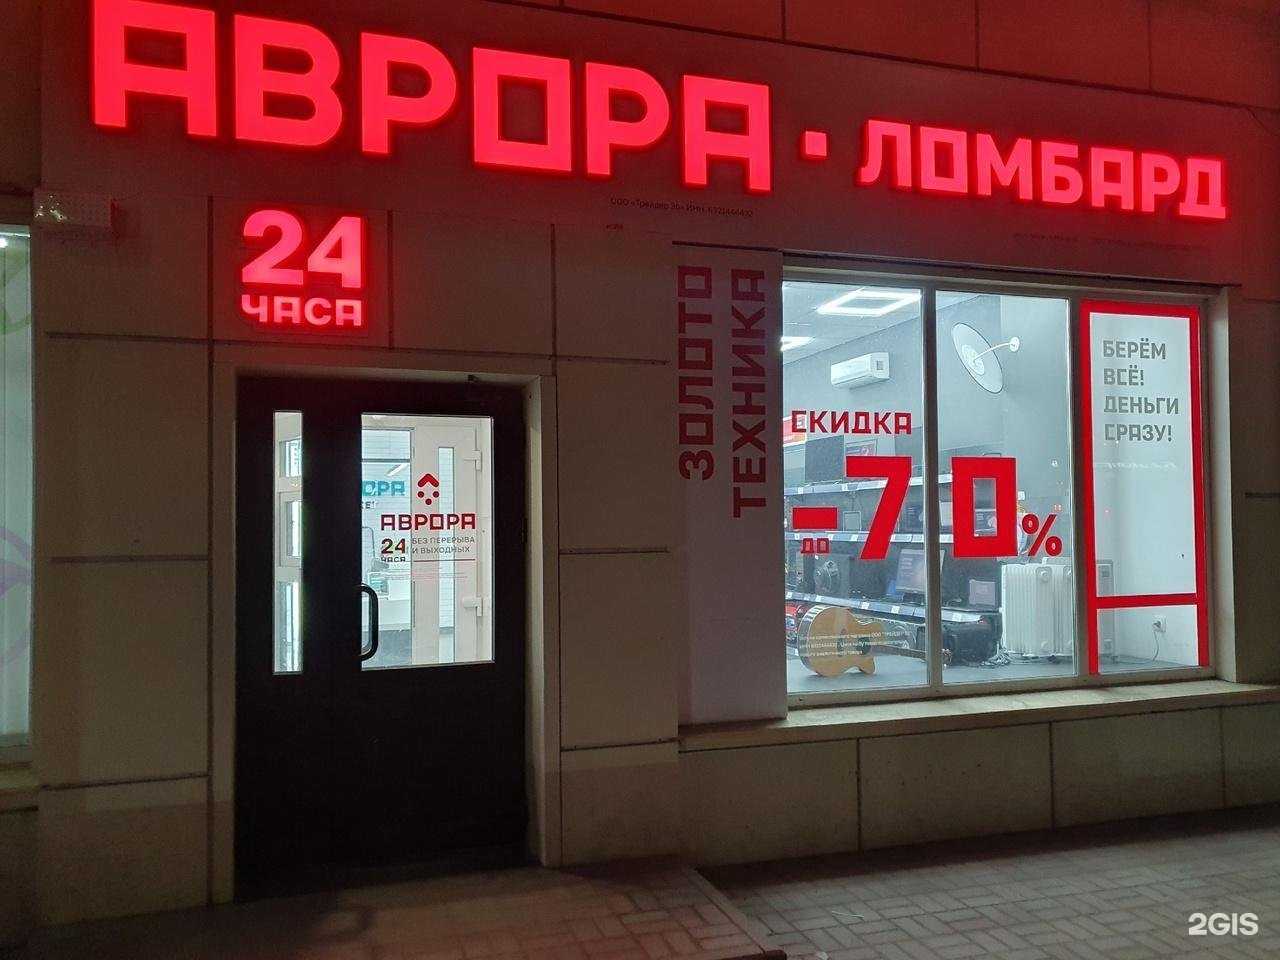 АВРОРА · ЛОМБАРД
24
ЧАСА
ЗОЛОТО
ТЕХНИКА
СКИДКА
ДО -70%
БЕРЁМ
ВСЁ!
ДЕНЬГИ
СРАЗУ!
АВРОРА
24 ЧАСА
БЕЗ ПЕРЕРЫВА
И ВЫХОДНЫХ
2GIS